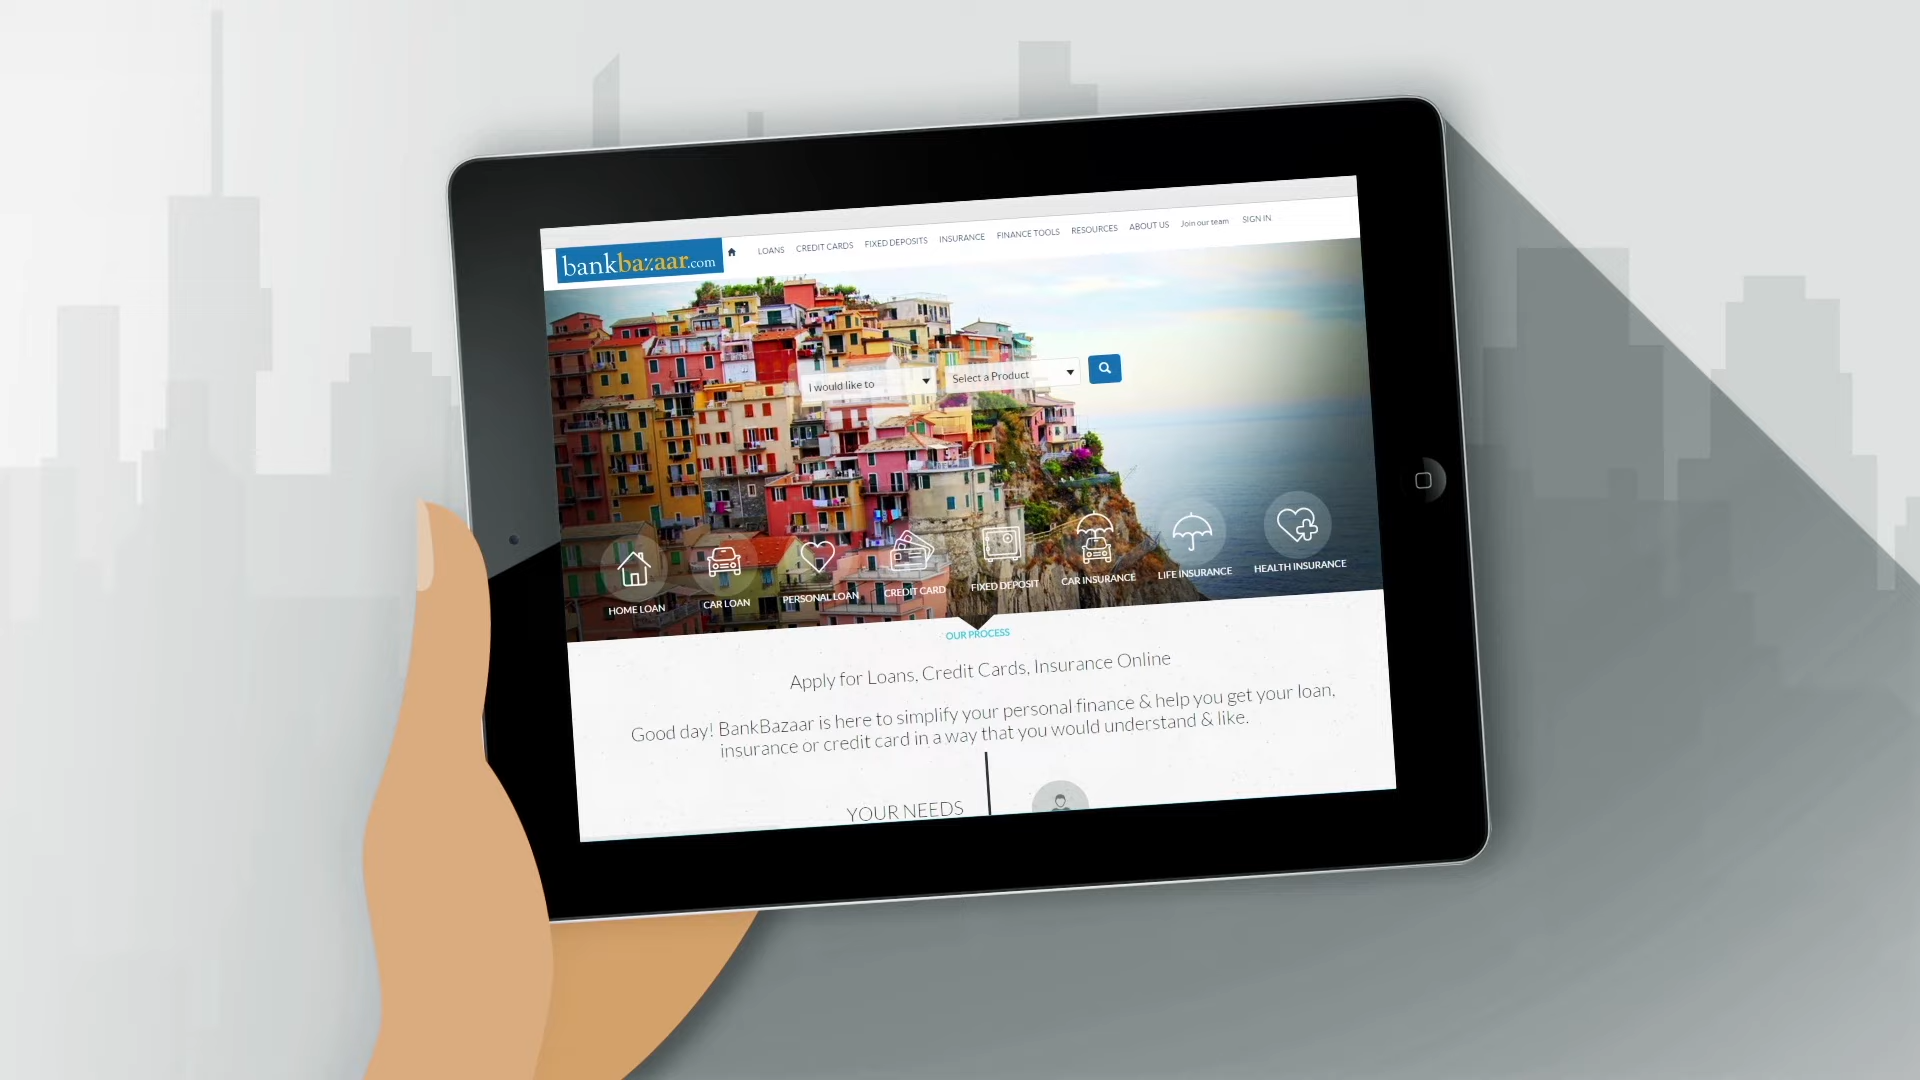 bankbazaar.com
LOANS CREDIT CARDS FIXED DEPOSITS INSURANCE FINANCE TOOLS RESOURCES ABOUT US Join our team SIGN IN
I would like to Select a Product
HOME LOAN CAR LOAN PERSONAL LOAN CREDIT CARD FIXED DEPOSIT CAR INSURANCE LIFE INSURANCE HEALTH INSURANCE
OUR PROCESS
Apply for Loans, Credit Cards, Insurance Online
Good day! BankBazaar is here to simplify your personal finance & help you get your loan,
insurance or credit card in a way that you would understand & like.
YOUR NEEDS